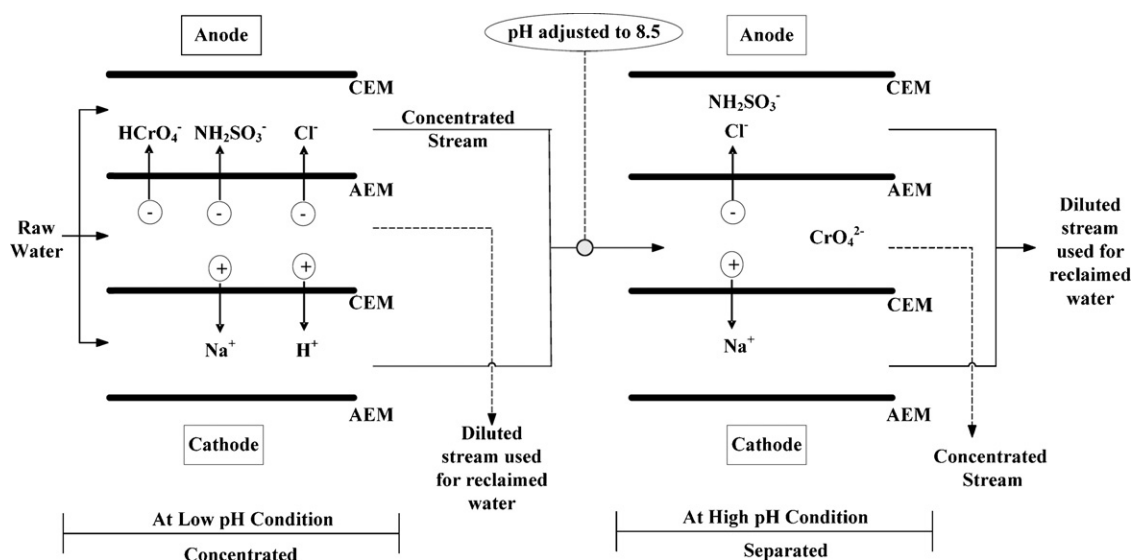 Anode
CEM
HCrO₄⁻ NH₂SO₃⁻ Cl⁻
Concentrated
Stream
AEM
- - -
Raw
Water
+ +
CEM
Na⁺ H⁺
AEM
Cathode
Diluted
stream used
for reclaimed
water
At Low pH Condition
Concentrated
pH adjusted to 8.5
Anode
CEM
NH₂SO₃⁻
Cl⁻
AEM
-
CrO₄²⁻
+
CEM
Na⁺
AEM
Cathode
Diluted
stream
used for
reclaimed
water
Concentrated
Stream
At High pH Condition
Separated